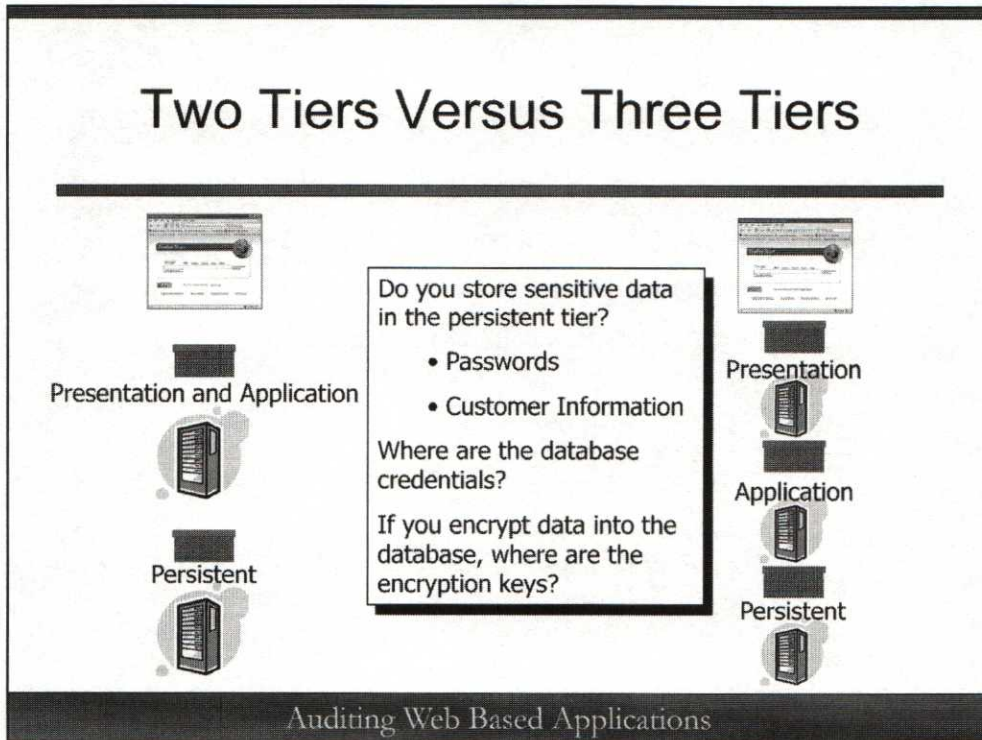 Two Tiers Versus Three Tiers
Presentation and Application
Persistent
Do you store sensitive data
in the persistent tier?
• Passwords
• Customer Information
Where are the database
credentials?
If you encrypt data into the
database, where are the
encryption keys?
Presentation
Application
Persistent
Auditing Web Based Applications